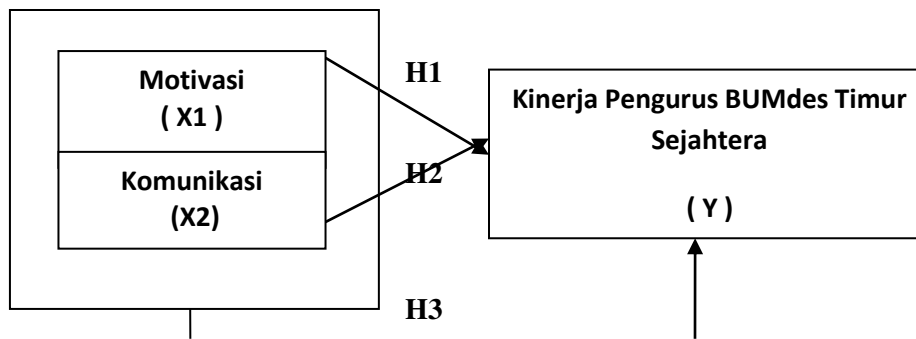 Motivasi
( X1 )
Komunikasi
(X2)
H1
H2
H3
Kinerja Pengurus BUMdes Timur
Sejahtera
( Y )